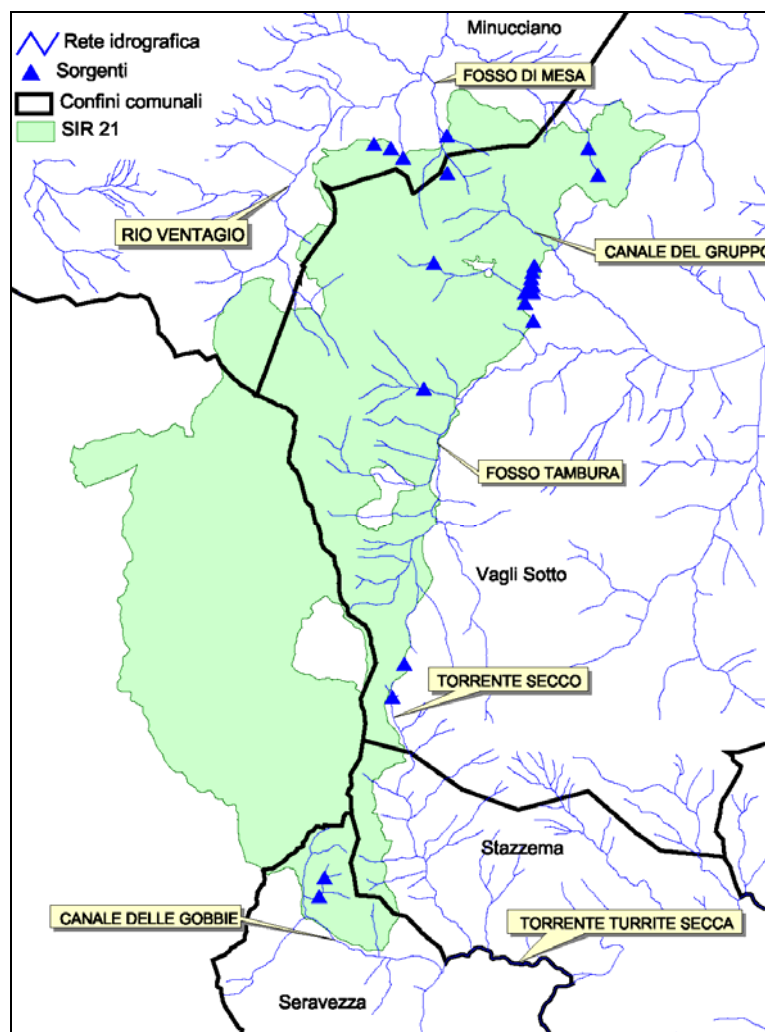 Minucciano
Rete idrografica
Sorgenti
Confini comunali
SIR 21
FOSSO DI MESA
RIO VENTAGIO
CANALE DEL GRUPPO
FOSSO TAMBURA
Vagli Sotto
TORRENTE SECCO
Stazzema
CANALE DELLE GOBBIE
TORRENTE TURRITE SECCA
Seravezza